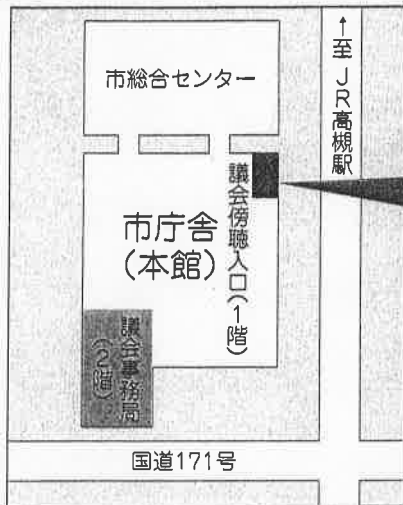 ↑至JR高槻駅
市総合センター
議会傍聴入口(1階)
市庁舎
(本館)
議会事務局
(2階)
国道171号